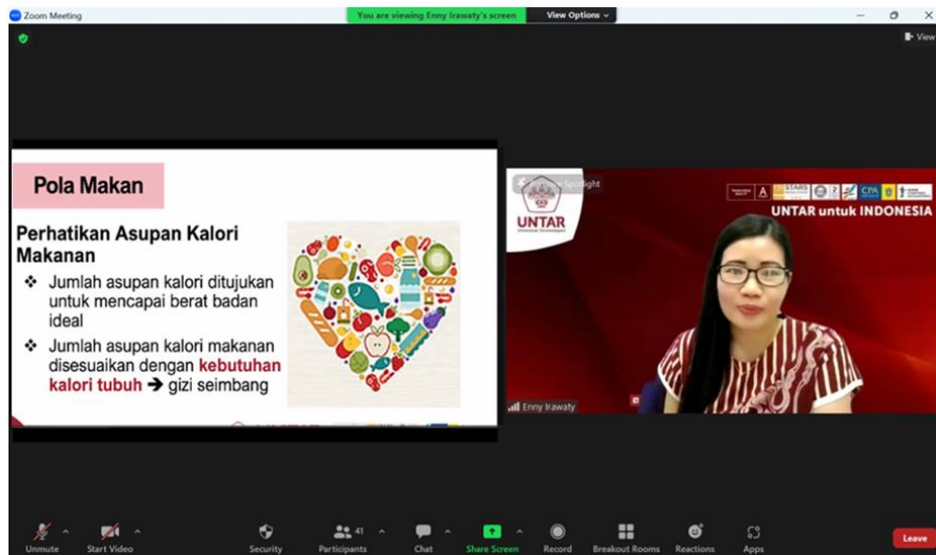 Zoom Meeting
You are viewing Enny Irawaty's screen
View Options
View
Pola Makan
Perhatikan Asupan Kalori
Makanan
❖ Jumlah asupan kalori ditujukan
untuk mencapai berat badan
ideal
❖ Jumlah asupan kalori makanan
disesuaikan dengan kebutuhan
kalori tubuh ➔ gizi seimbang
UNTAR
A
STARS
CPA
UNTAR untuk INDONESIA
Enny Irawaty
Unmute
Start Video
Security
Participants
41
Chat
Share Screen
Record
Breakout Rooms
Reactions
Apps
Leave